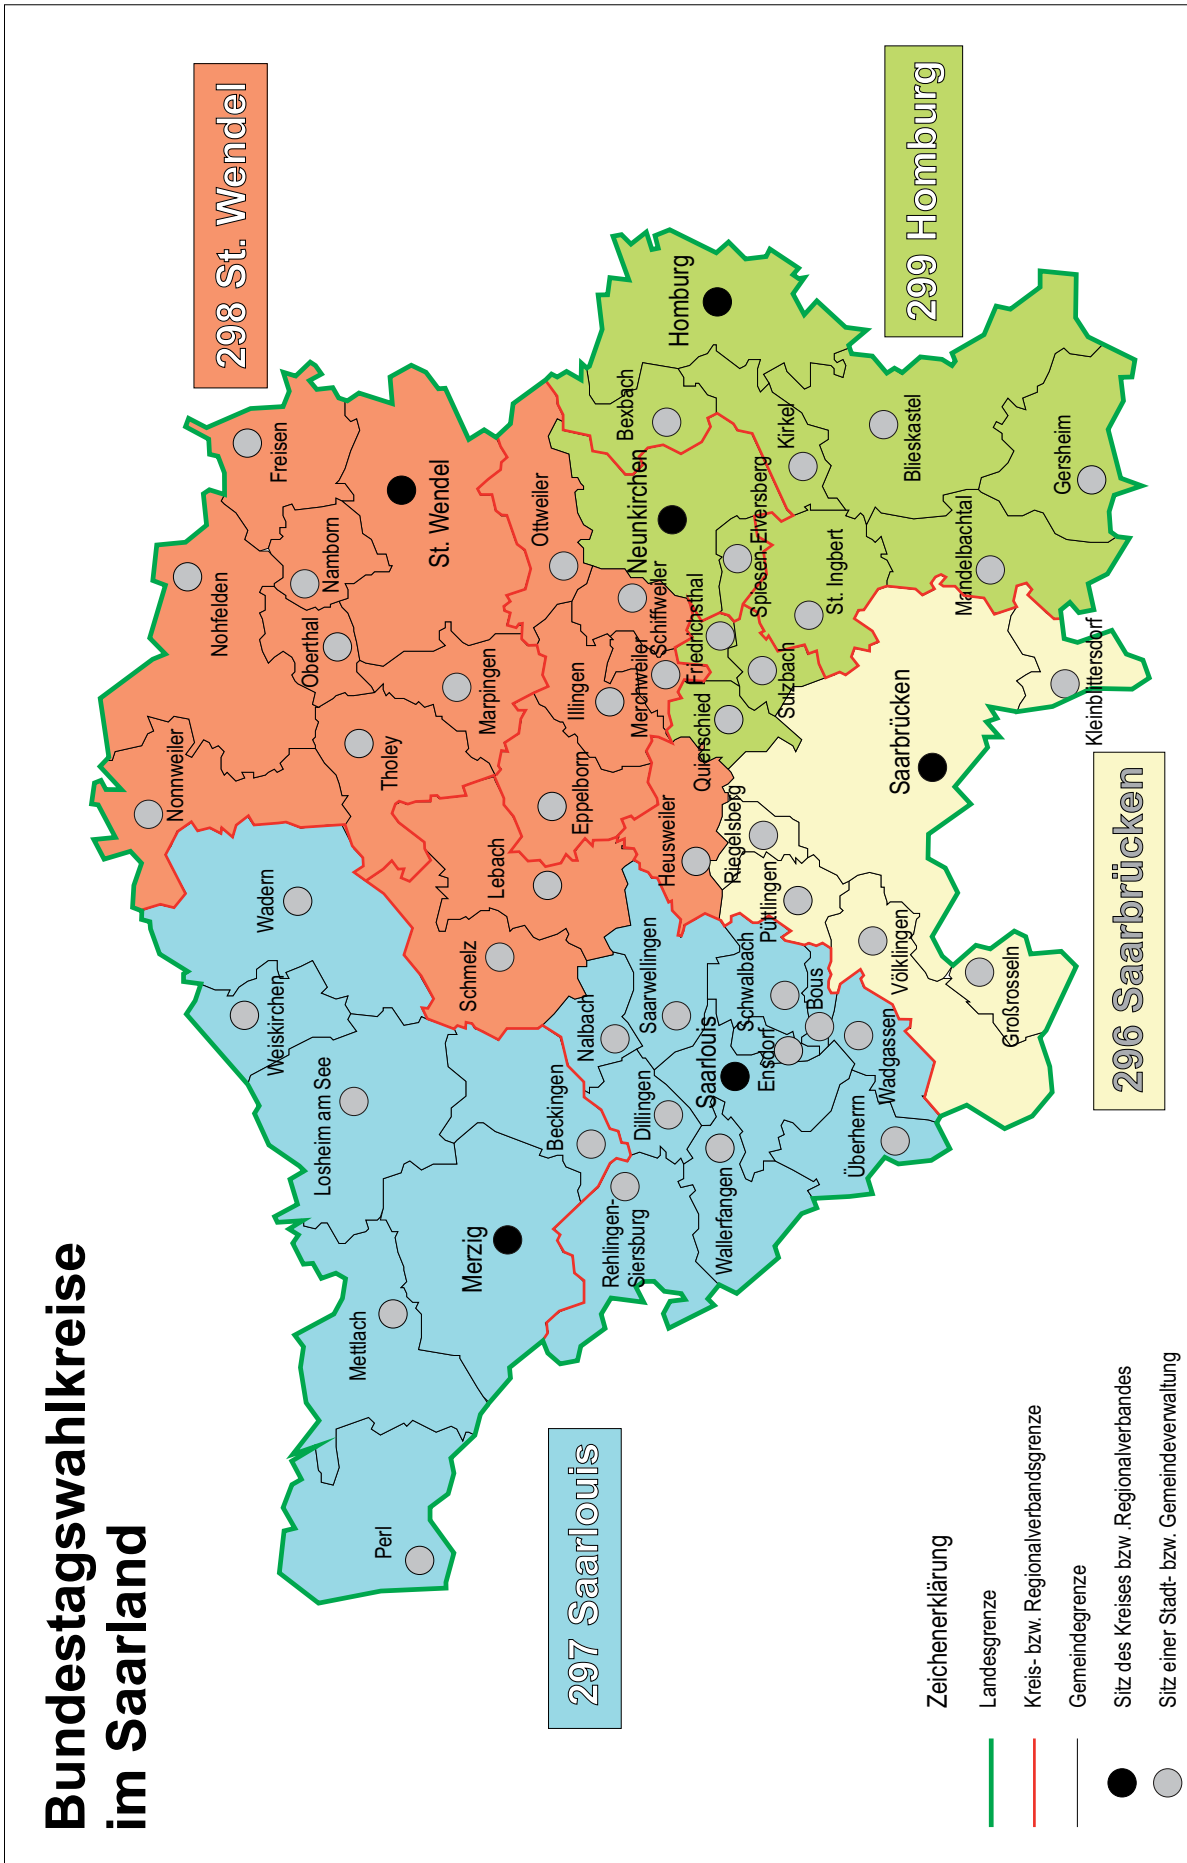 Bundestagswahlkreise
im Saarland
298 St. Wendel
299 Homburg
297 Saarlouis
296 Saarbrücken
Perl
Mettlach
Merzig
Losheim am See
Weiskirchen
Wadern
Beckingen
Rehlingen-
Siersburg
Wallerfangen
Dillingen
Nalbach
Saarwellingen
Saarlouis
Ensdorf
Schwalbach
Bous
Wadgassen
Überherrn
Nonnweiler
Nohfelden
Freisen
Namborn
Oberthal
St. Wendel
Tholey
Marpingen
Lebach
Schmelz
Eppelborn
Illingen
Merchweiler
Schiffweiler
Ottweiler
Heusweiler
Neunkirchen
Bexbach
Homburg
Kirkel
Spiesen-Elversberg
Friedrichsthal
Sulzbach
Quierschied
St. Ingbert
Blieskastel
Mandelbachtal
Gersheim
Riegelsberg
Püttlingen
Völklingen
Großrosseln
Saarbrücken
Kleinblittersdorf
Zeichenerklärung
Landesgrenze
Kreis- bzw. Regionalverbandsgrenze
Gemeindegrenze
Sitz des Kreises bzw .Regionalverbandes
Sitz einer Stadt- bzw. Gemeindeverwaltung